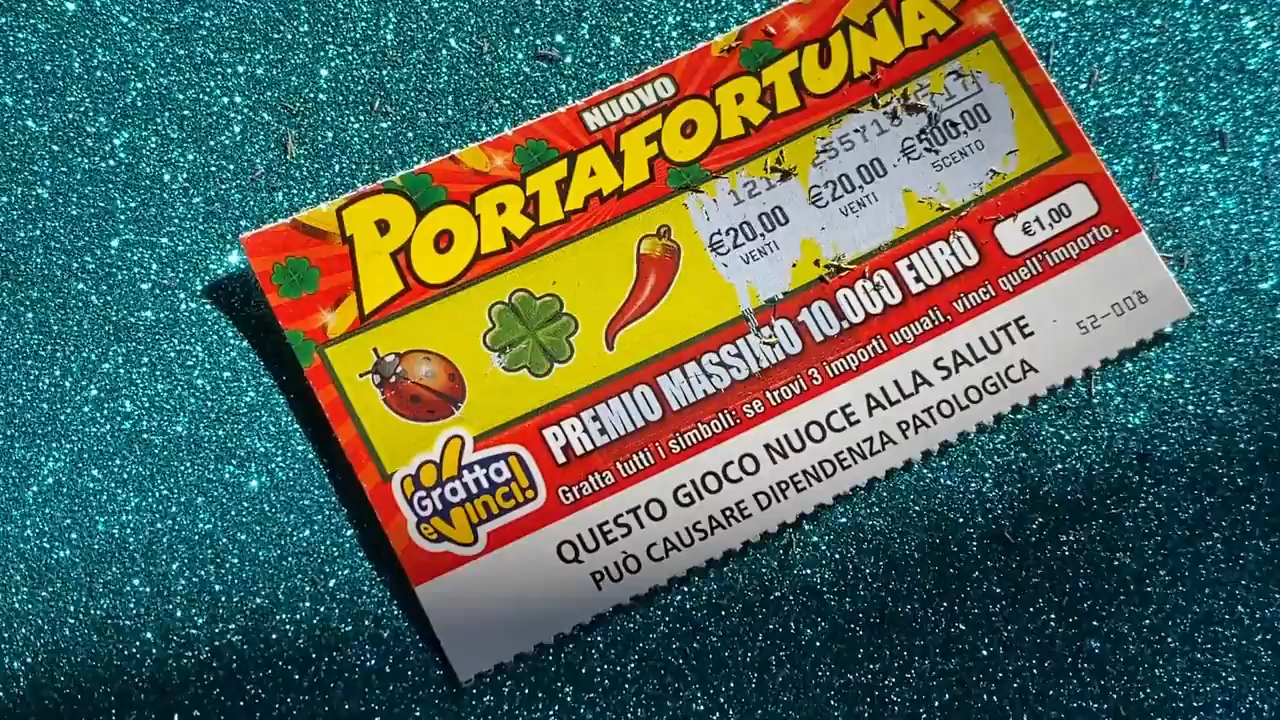 NUOVO
PORTAFORTUNA
€20,00
VENTI
€20,00
VENTI
€500,00
5CENTO
PREMIO MASSIMO 10.000 EURO
€1,00
Gratta tutti i simboli: se trovi 3 importi uguali, vinci quell'importo.
Gratta
e Vinci!
QUESTO GIOCO NUOCE ALLA SALUTE
PUÒ CAUSARE DIPENDENZA PATOLOGICA
52-008